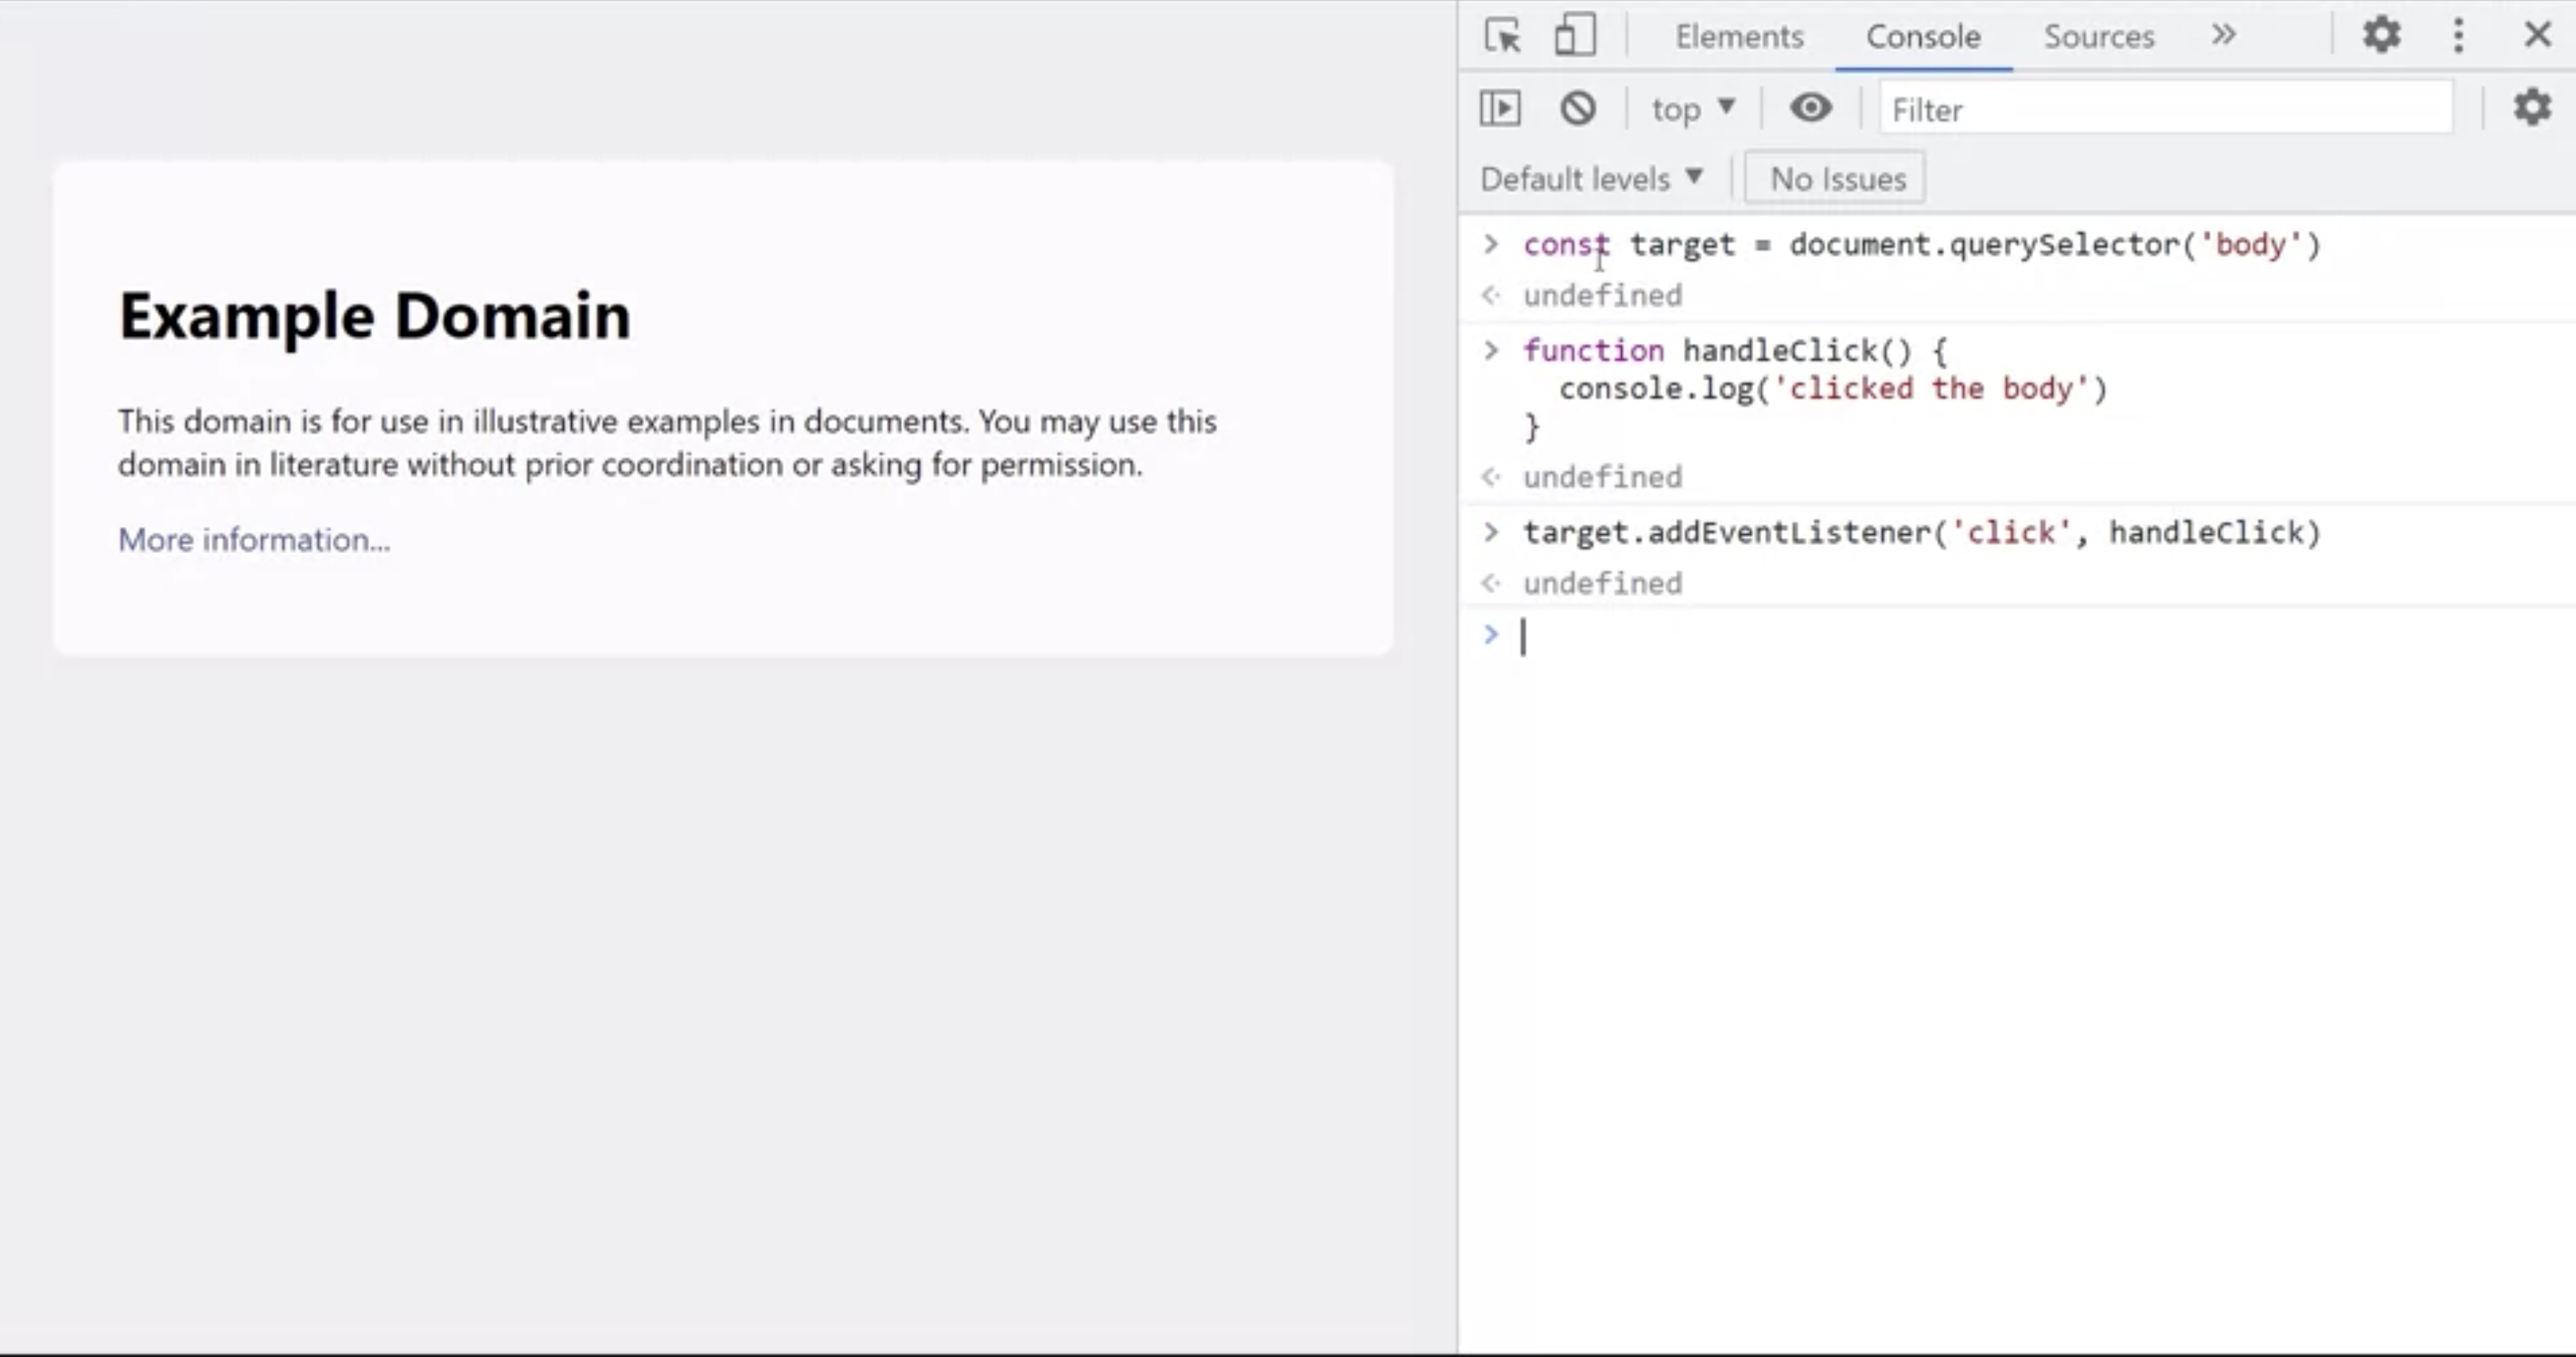 Example Domain
This domain is for use in illustrative examples in documents. You may use this
domain in literature without prior coordination or asking for permission.
More information...
Elements Console Sources »
top ▼ Filter
Default levels ▼ No Issues
> const target = document.querySelector('body')
<· undefined
> function handleClick() {
console.log('clicked the body')
}
<· undefined
> target.addEventListener('click', handleClick)
<· undefined
>